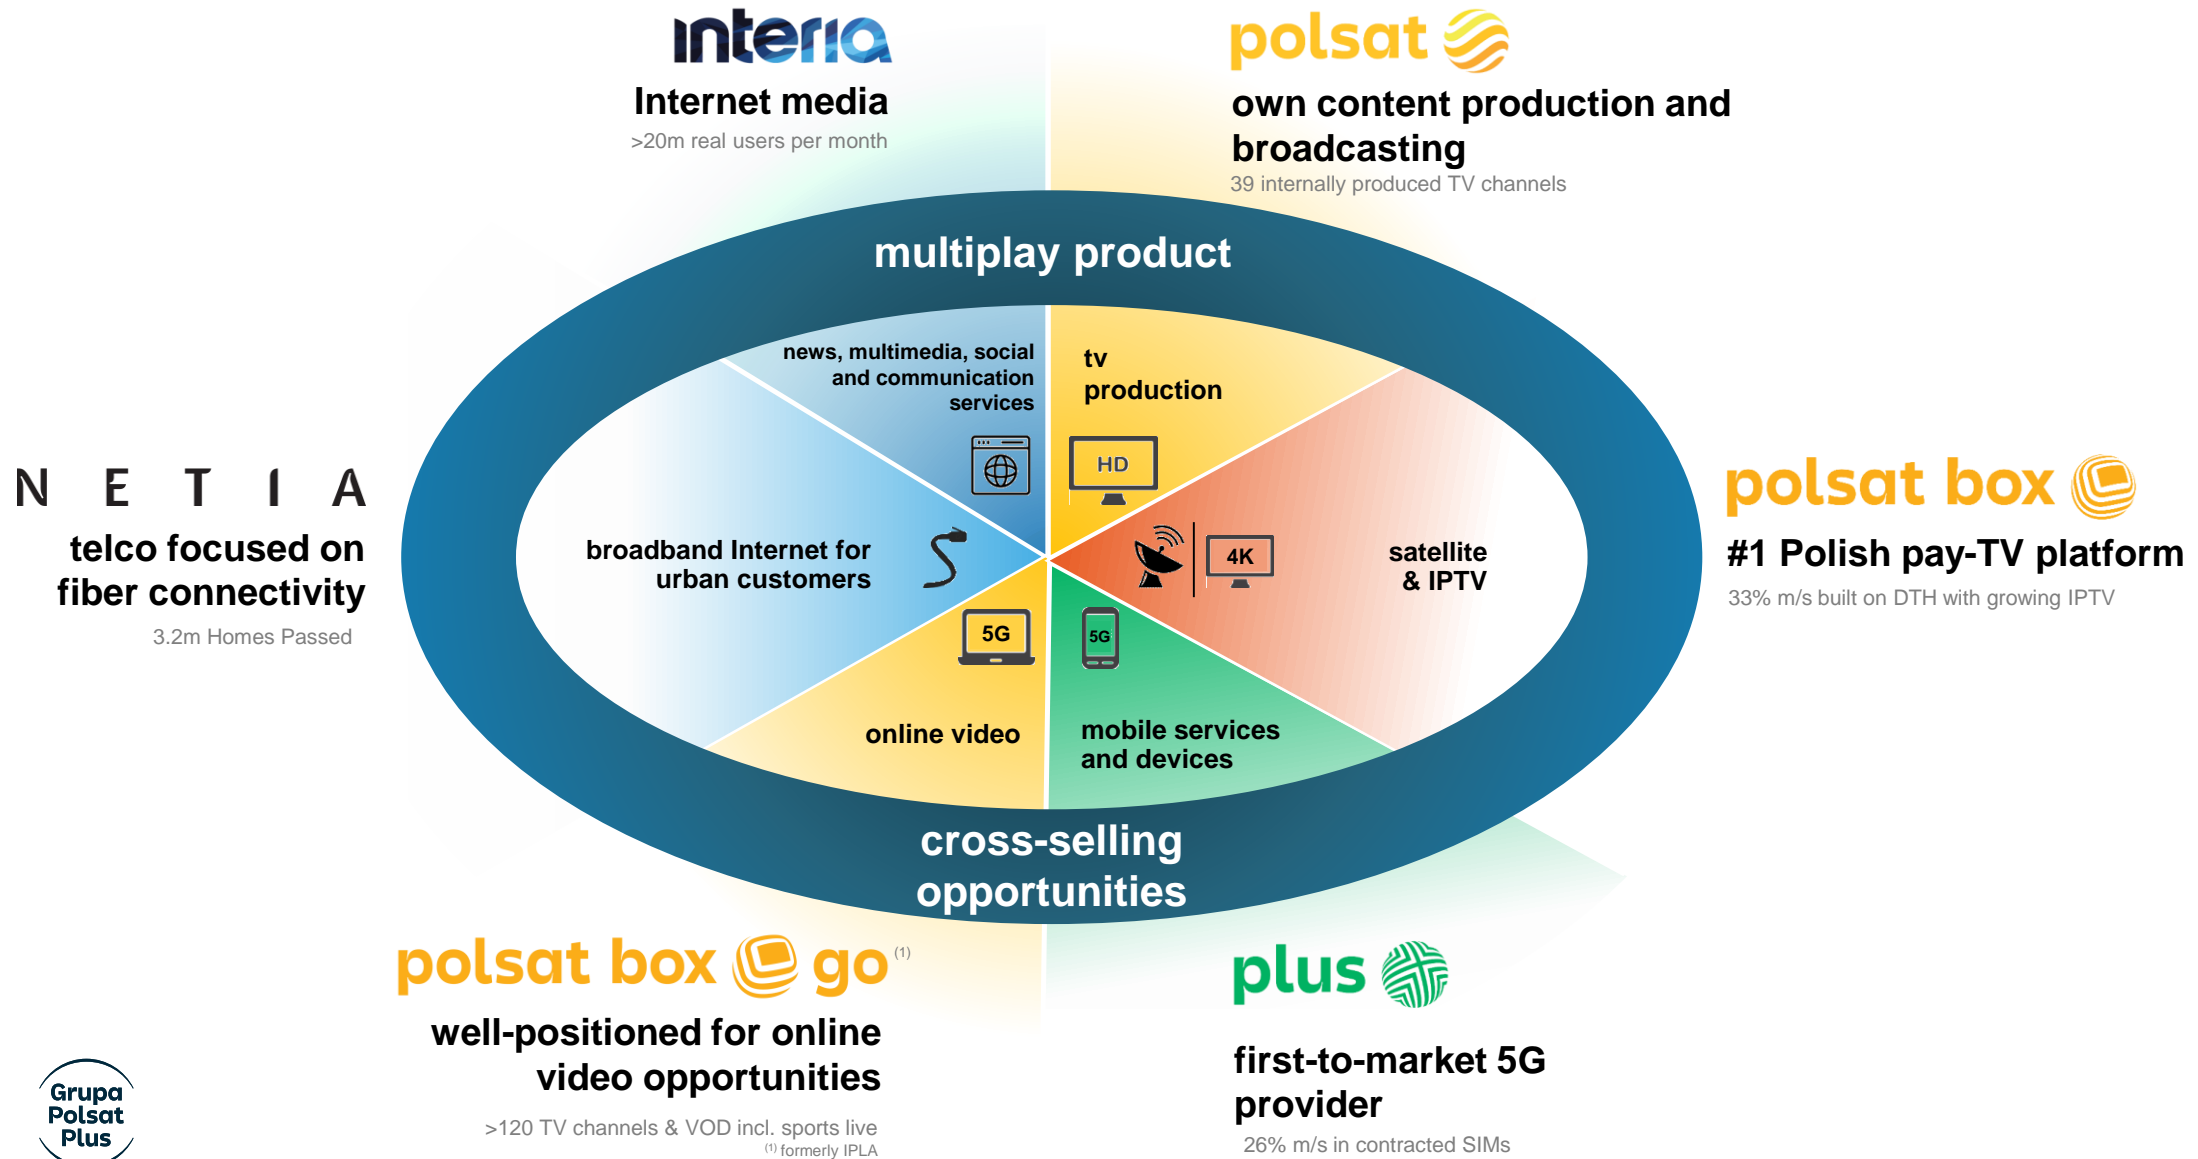 interia
Internet media
>20m real users per month
polsat
own content production and
broadcasting
39 internally produced TV channels
multiplay product
news, multimedia, social
and communication
services
tv
production
HD
NETIA
telco focused on
fiber connectivity
3.2m Homes Passed
broadband Internet for
urban customers
4K
satellite
& IPTV
polsat box
#1 Polish pay-TV platform
33% m/s built on DTH with growing IPTV
5G
online video
5G
mobile services
and devices
cross-selling
opportunities
polsat box go (1)
well-positioned for online
video opportunities
>120 TV channels & VOD incl. sports live
(1) formerly IPLA
plus
first-to-market 5G
provider
26% m/s in contracted SIMs
Grupa
Polsat
Plus